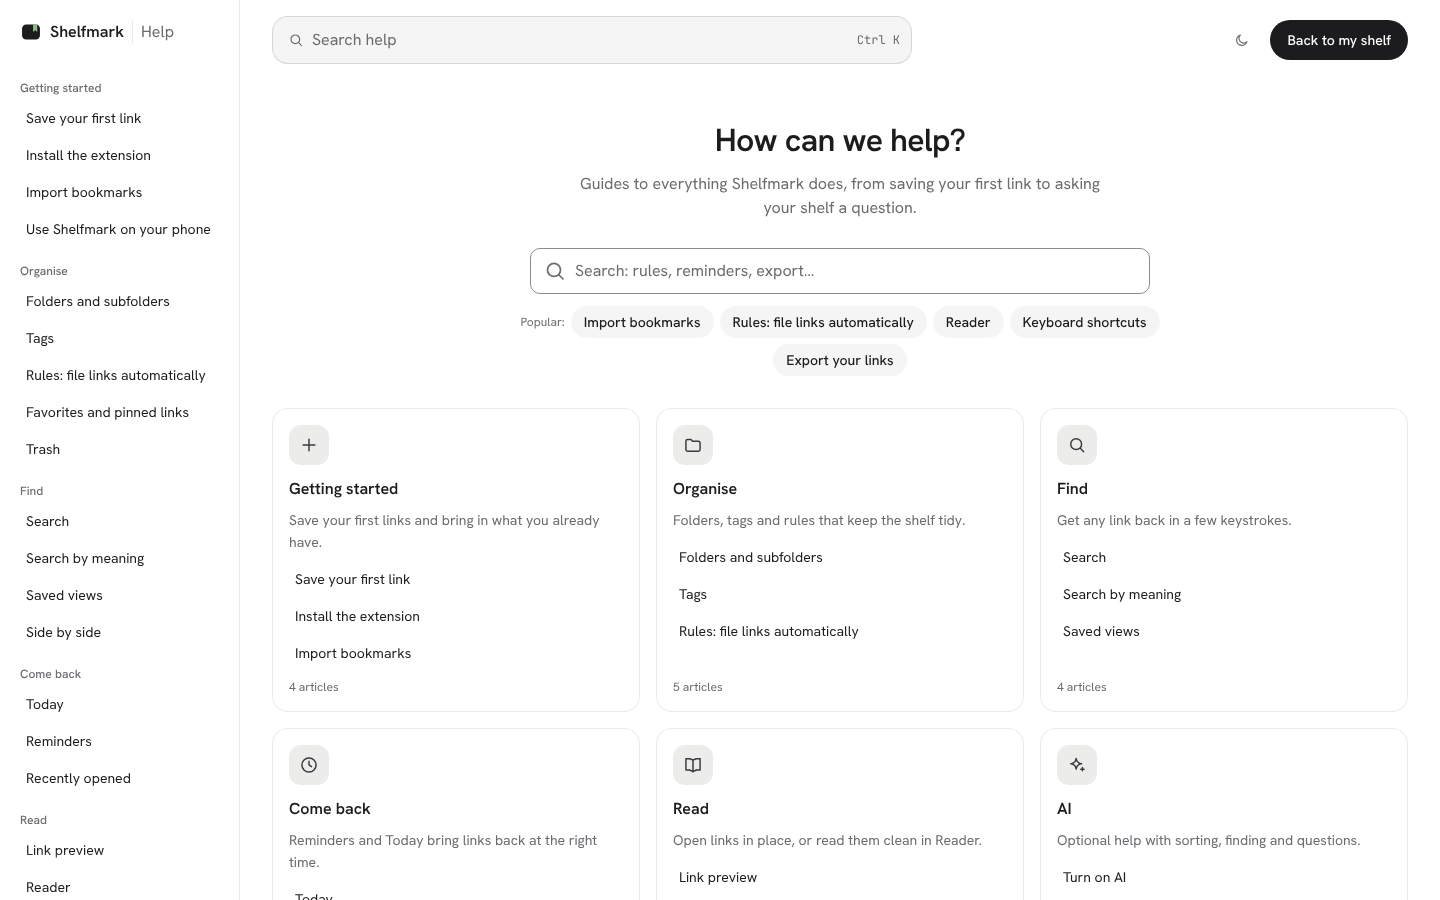 Shelfmark
Help
Getting started
Save your first link
Install the extension
Import bookmarks
Use Shelfmark on your phone
Organise
Folders and subfolders
Tags
Rules: file links automatically
Favorites and pinned links
Trash
Find
Search
Search by meaning
Saved views
Side by side
Come back
Today
Reminders
Recently opened
Read
Link preview
Reader
Search help
Ctrl K
Back to my shelf
How can we help?
Guides to everything Shelfmark does, from saving your first link to asking
your shelf a question.
Search: rules, reminders, export...
Popular:
Import bookmarks
Rules: file links automatically
Reader
Keyboard shortcuts
Export your links
Getting started
Save your first links and bring in what you already
have.
Save your first link
Install the extension
Import bookmarks
4 articles
Organise
Folders, tags and rules that keep the shelf tidy.
Folders and subfolders
Tags
Rules: file links automatically
5 articles
Find
Get any link back in a few keystrokes.
Search
Search by meaning
Saved views
4 articles
Come back
Reminders and Today bring links back at the right
time.
Today
Read
Open links in place, or read them clean in Reader.
Link preview
AI
Optional help with sorting, finding and questions.
Turn on AI